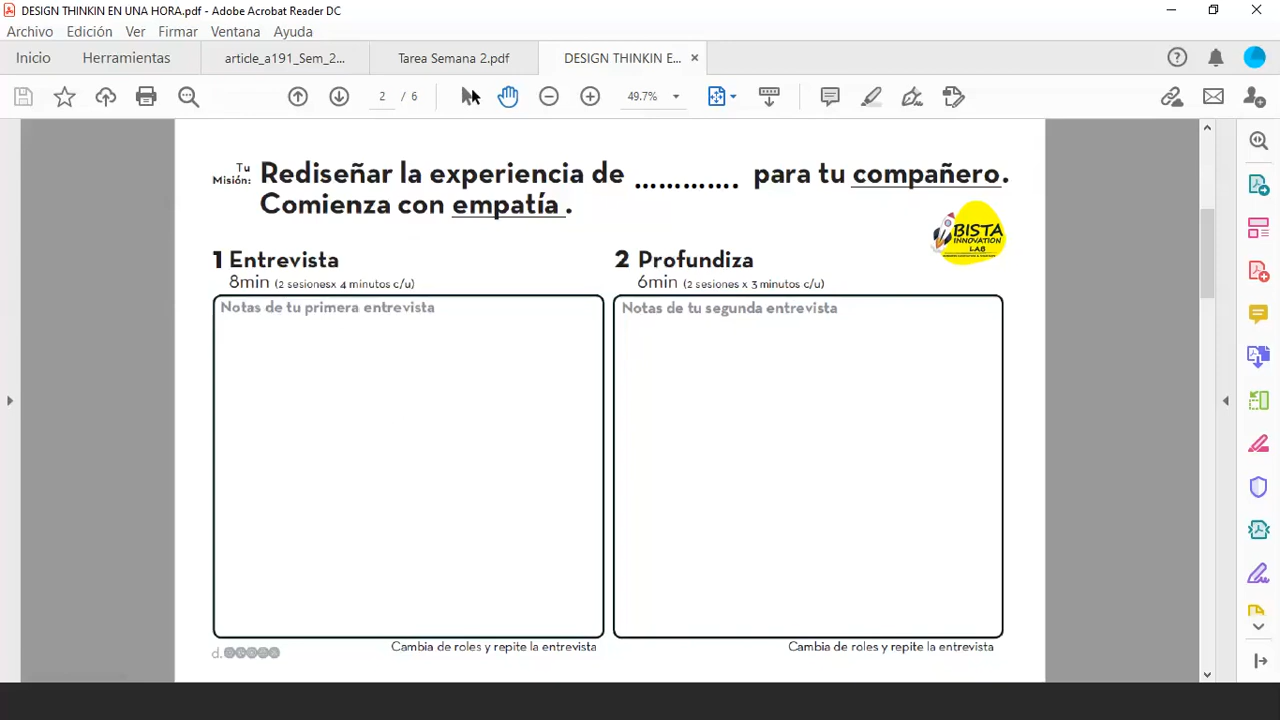 DESIGN THINKIN EN UNA HORA.pdf - Adobe Acrobat Reader DC
Archivo Edición Ver Firmar Ventana Ayuda
Inicio Herramientas article_a191_Sem_2... Tarea Semana 2.pdf DESIGN THINKIN E...
2 / 6 49.7%
Tu Misión: Rediseñar la experiencia de ............. para tu compañero.
Comienza con empatía .
BISTA
INNOVATION
LAB
1 Entrevista
8min (2 sesionesx 4 minutos c/u)
Notas de tu primera entrevista
Cambia de roles y repite la entrevista
2 Profundiza
6min (2 sesiones x 3 minutos c/u)
Notas de tu segunda entrevista
Cambia de roles y repite la entrevista
d.